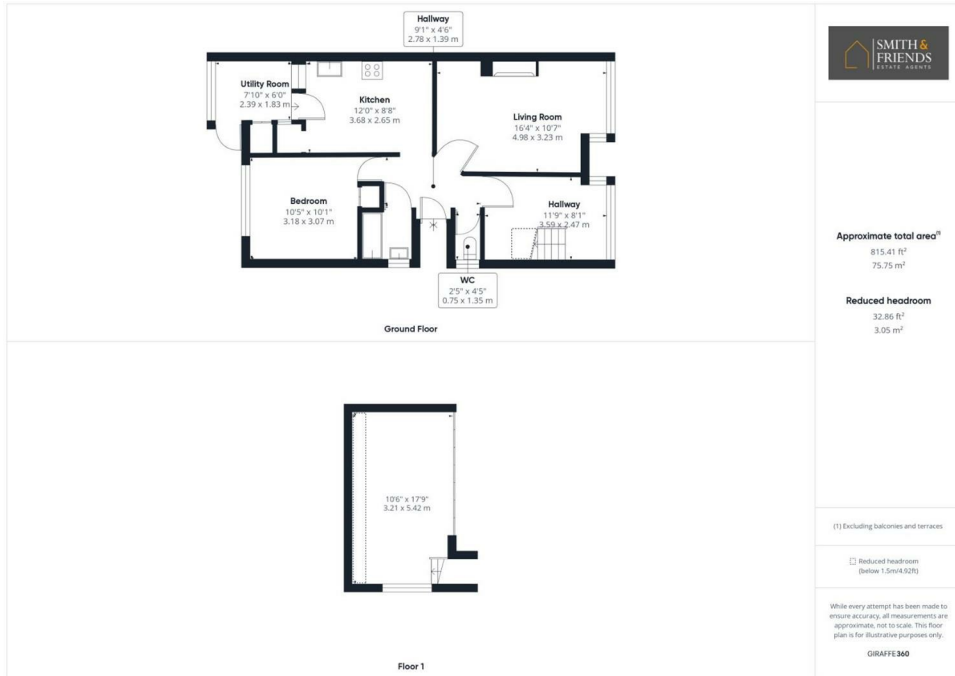 Hallway
9'1" x 4'6"
2.78 x 1.39 m
Utility Room
7'10" x 6'0"
2.39 x 1.83 m
Kitchen
12'0" x 8'8"
3.68 x 2.65 m
Living Room
16'4" x 10'7"
4.98 x 3.23 m
Bedroom
10'5" x 10'1"
3.18 x 3.07 m
Hallway
11'9" x 8'1"
3.59 x 2.47 m
WC
2'5" x 4'5"
0.75 x 1.35 m
Ground Floor
10'6" x 17'9"
3.21 x 5.42 m
Floor 1
SMITH &
FRIENDS
ESTATE AGENTS
Approximate total area(1)
815.41 ft²
75.75 m²
Reduced headroom
32.86 ft²
3.05 m²
(1) Excluding balconies and terraces
Reduced headroom
(below 1.5m/4.92ft)
While every attempt has been made to
ensure accuracy, all measurements are
approximate, not to scale. This floor
plan is for illustrative purposes only.
GIRAFFE360